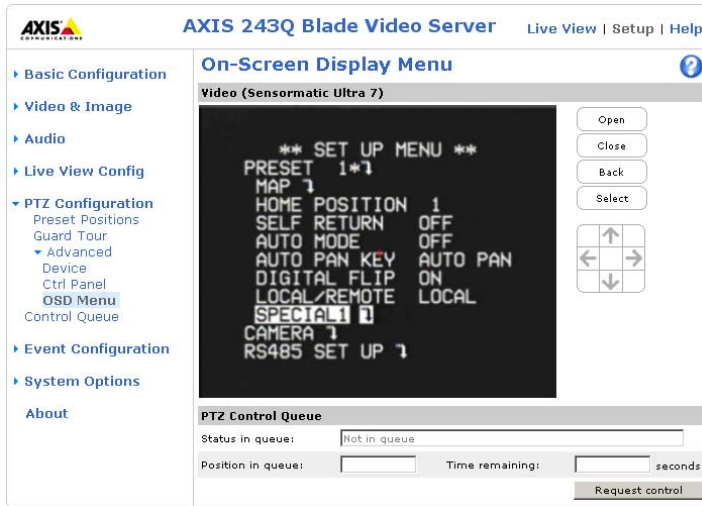 AXIS
COMMUNICATIONS
AXIS 243Q Blade Video Server
Live View | Setup | Help
Basic Configuration
Video & Image
Audio
Live View Config
PTZ Configuration
Preset Positions
Guard Tour
Advanced
Device
Ctrl Panel
OSD Menu
Control Queue
Event Configuration
System Options
About
On-Screen Display Menu
Video (Sensormatic Ultra 7)
** SET UP MENU **
PRESET 1*
MAP
HOME POSITION 1
SELF RETURN OFF
AUTO MODE OFF
AUTO PAN KEY AUTO PAN
DIGITAL FLIP ON
LOCAL/REMOTE LOCAL
SPECIAL1
CAMERA
RS485 SET UP
Open
Close
Back
Select
PTZ Control Queue
Status in queue: Not in queue
Position in queue: Time remaining: seconds
Request control